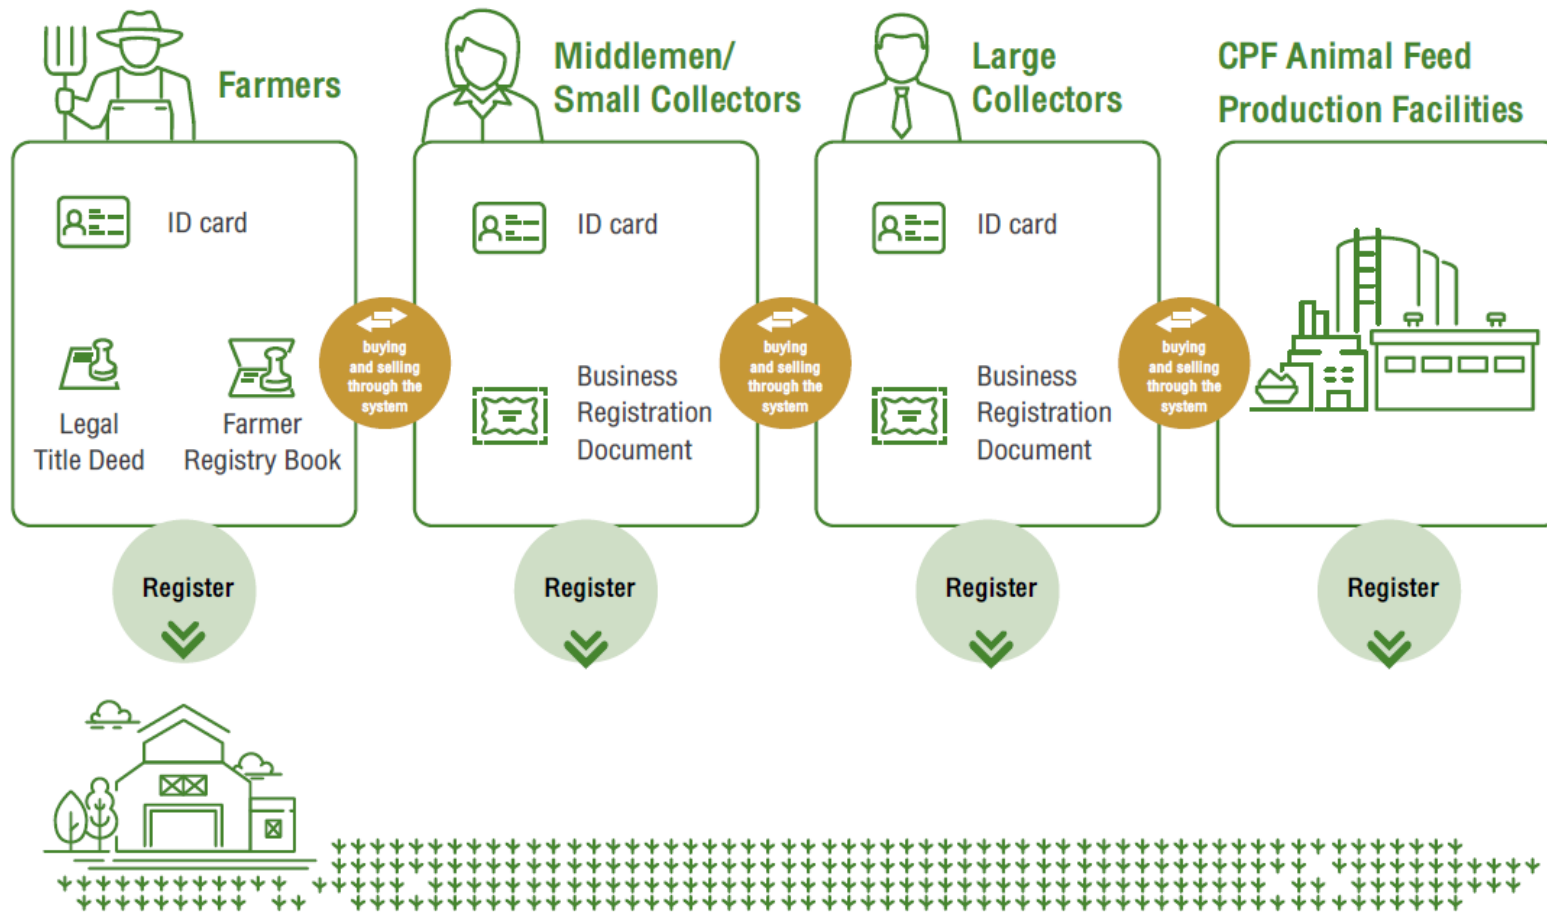 Farmers
ID card
Legal
Title Deed
Farmer
Registry Book
Register
buying
and selling
through the
system
Middlemen/
Small Collectors
ID card
Business
Registration
Document
Register
buying
and selling
through the
system
Large
Collectors
ID card
Business
Registration
Document
Register
buying
and selling
through the
system
CPF Animal Feed
Production Facilities
Register